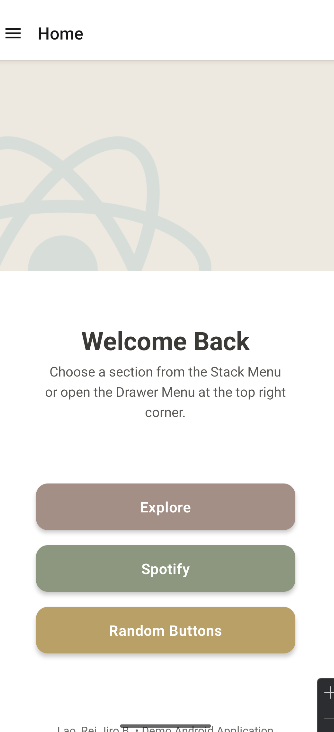 Home
Welcome Back
Choose a section from the Stack Menu
or open the Drawer Menu at the top right
corner.
Explore
Spotify
Random Buttons
Lao, Rei Jiro B. • Demo Android Application